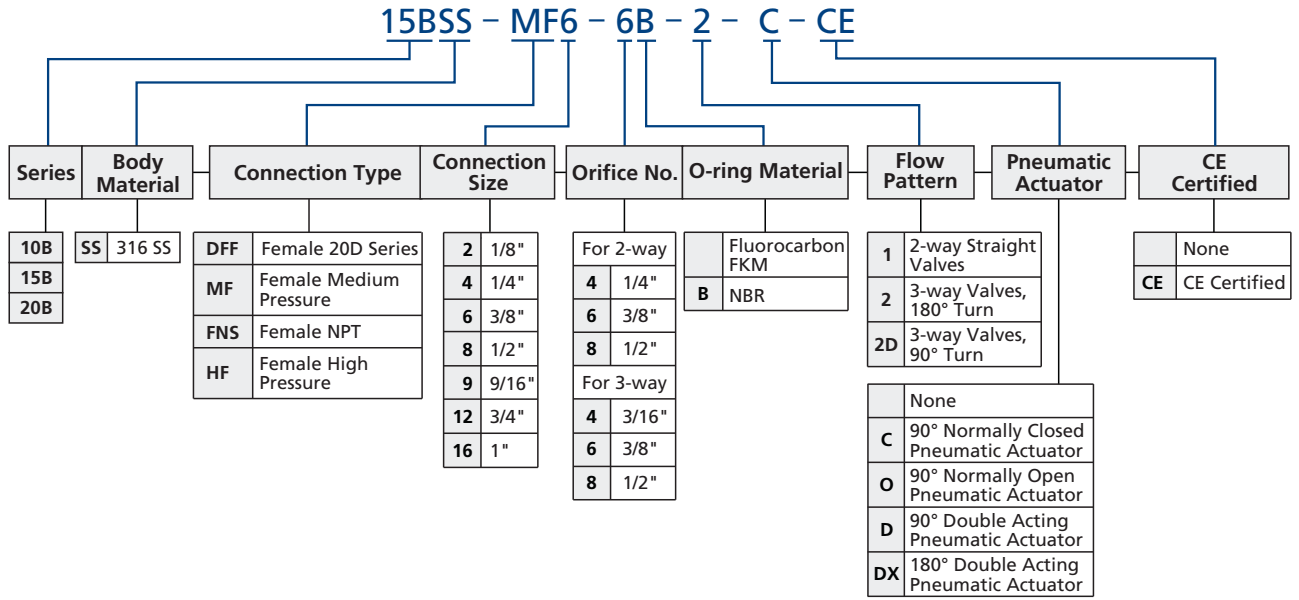 15BSS – MF6 – 6B – 2 – C – CE
Series
Body
Material
Connection Type
Connection
Size
Orifice No.
O-ring Material
Flow
Pattern
Pneumatic
Actuator
CE
Certified
10B
15B
20B
SS 316 SS
DFF Female 20D Series
MF Female Medium
Pressure
FNS Female NPT
HF Female High
Pressure
2 1/8"
4 1/4"
6 3/8"
8 1/2"
9 9/16"
12 3/4"
16 1"
For 2-way
4 1/4"
6 3/8"
8 1/2"
For 3-way
4 3/16"
6 3/8"
8 1/2"
Fluorocarbon
FKM
B NBR
1 2-way Straight
Valves
2 3-way Valves,
180° Turn
2D 3-way Valves,
90° Turn
None
C 90° Normally Closed
Pneumatic Actuator
O 90° Normally Open
Pneumatic Actuator
D 90° Double Acting
Pneumatic Actuator
DX 180° Double Acting
Pneumatic Actuator
None
CE CE Certified